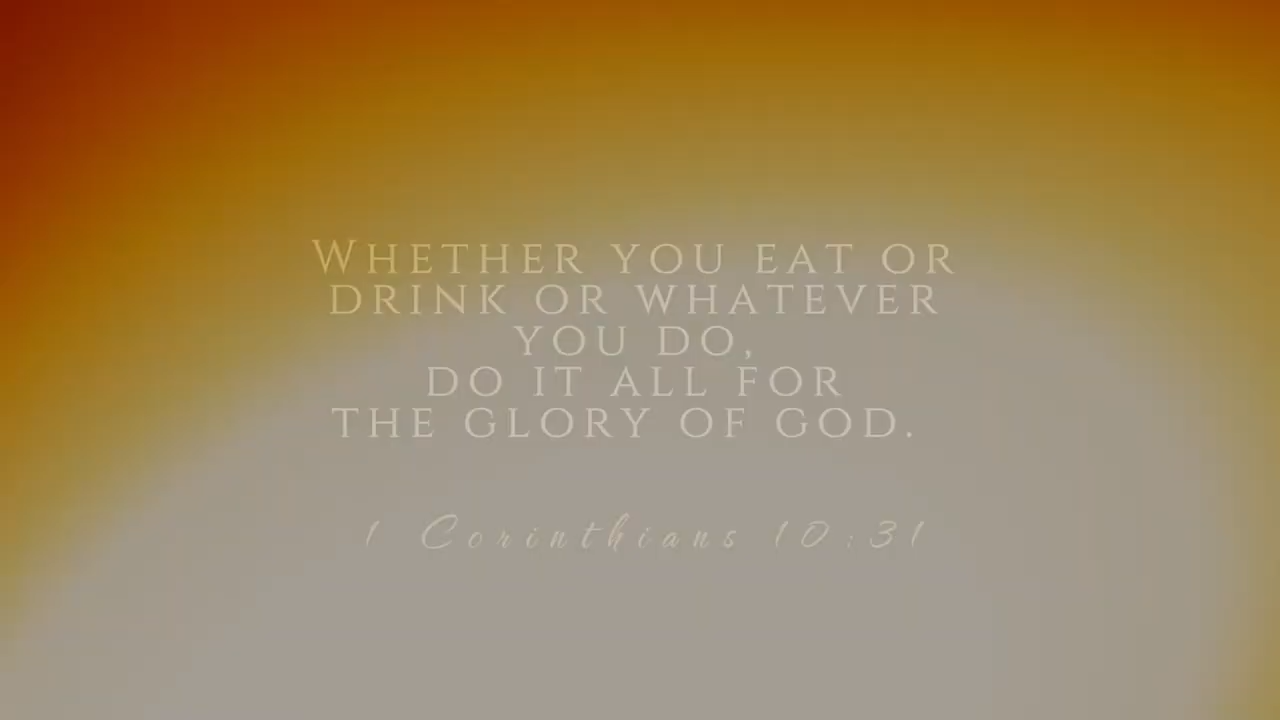 Whether you eat or
drink or whatever
you do,
do it all for
the glory of God.
1 Corinthians 10:31